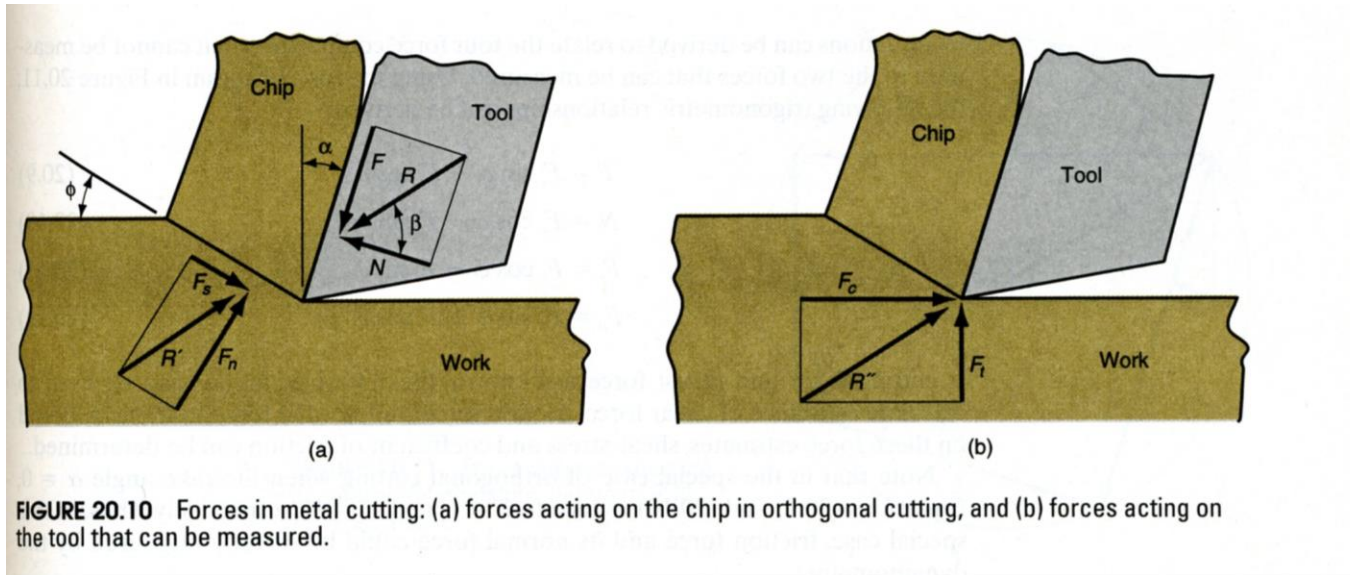 Chip
Tool
α
F
R
β
N
ϕ
Fs
R′
Fn
Work
(a)
Chip
Tool
Fc
R″
Ft
Work
(b)
FIGURE 20.10 Forces in metal cutting: (a) forces acting on the chip in orthogonal cutting, and (b) forces acting on
the tool that can be measured.